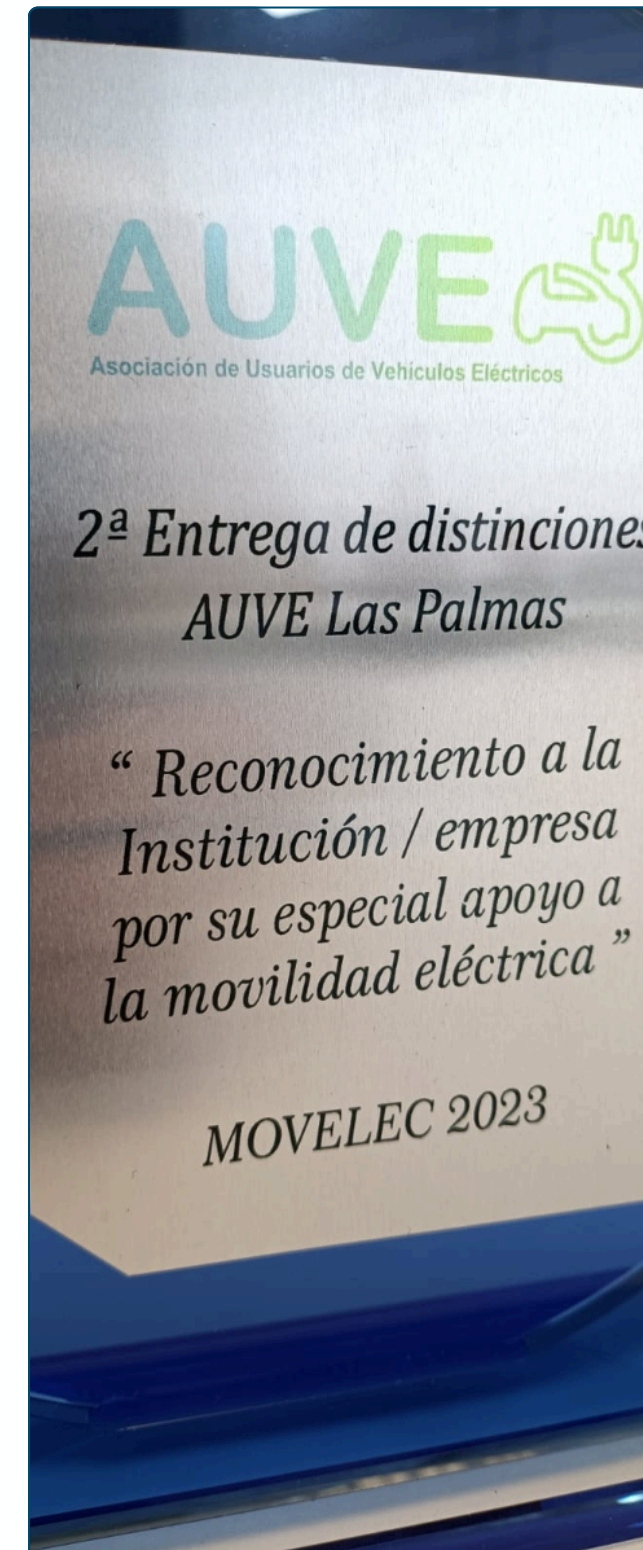 AUVE
Asociación de Usuarios de Vehiculos Eléctricos
2ª Entrega de distinciones
AUVE Las Palmas
“ Reconocimiento a la
Institución / empresa
por su especial apoyo a
la movilidad eléctrica ”
MOVELEC 2023